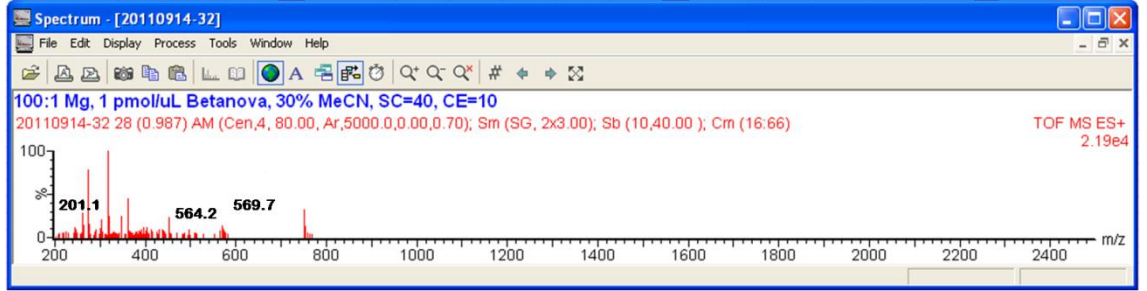 Spectrum - [20110914-32]
File Edit Display Process Tools Window Help
A
#
100:1 Mg, 1 pmol/uL Betanova, 30% MeCN, SC=40, CE=10
20110914-32 28 (0.987) AM (Cen,4, 80.00, Ar,5000.0,0.00,0.70); Sm (SG, 2x3.00); Sb (10,40.00 ); Cm (16:66)
TOF MS ES+
2.19e4
100
%
201.1 564.2 569.7
0
m/z
200 400 600 800 1000 1200 1400 1600 1800 2000 2200 2400